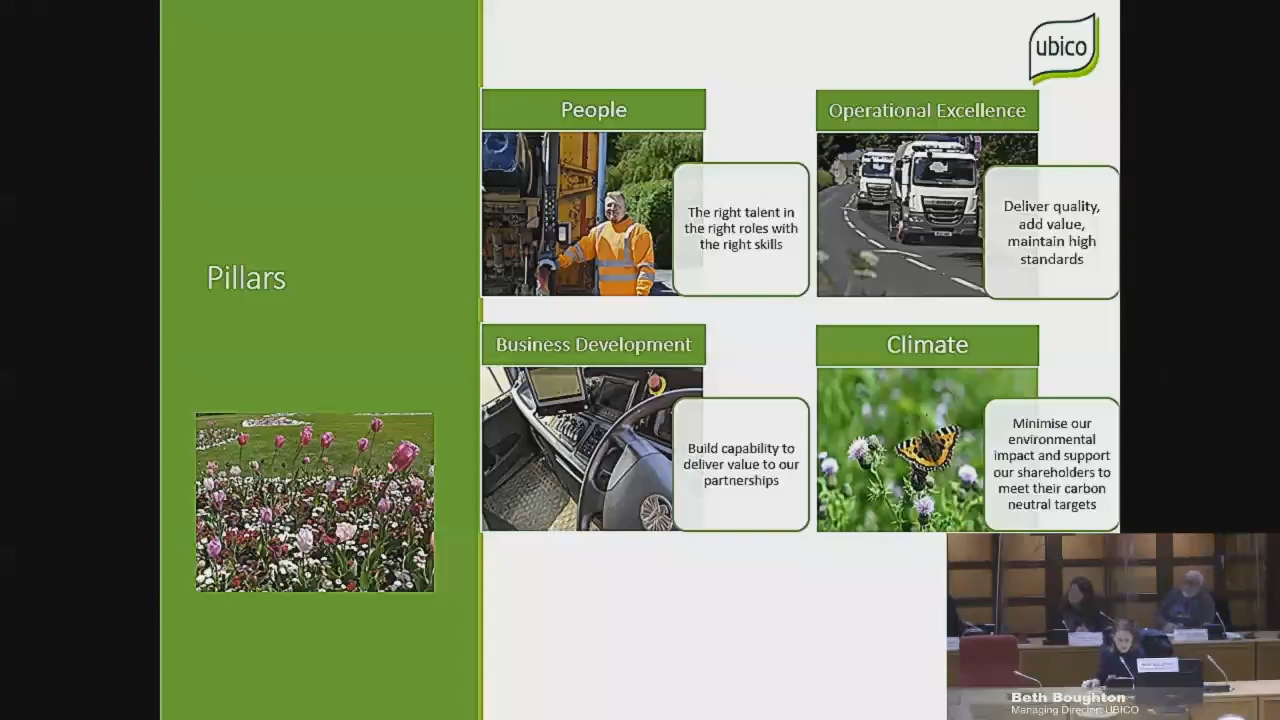 ubico
People
Operational Excellence
The right talent in
the right roles with
the right skills
Deliver quality,
add value,
maintain high
standards
Pillars
Business Development
Climate
Build capability to
deliver value to our
partnerships
Minimise our
environmental
impact and support
our shareholders to
meet their carbon
neutral targets
Beth Boughton
Managing Director: UBICO